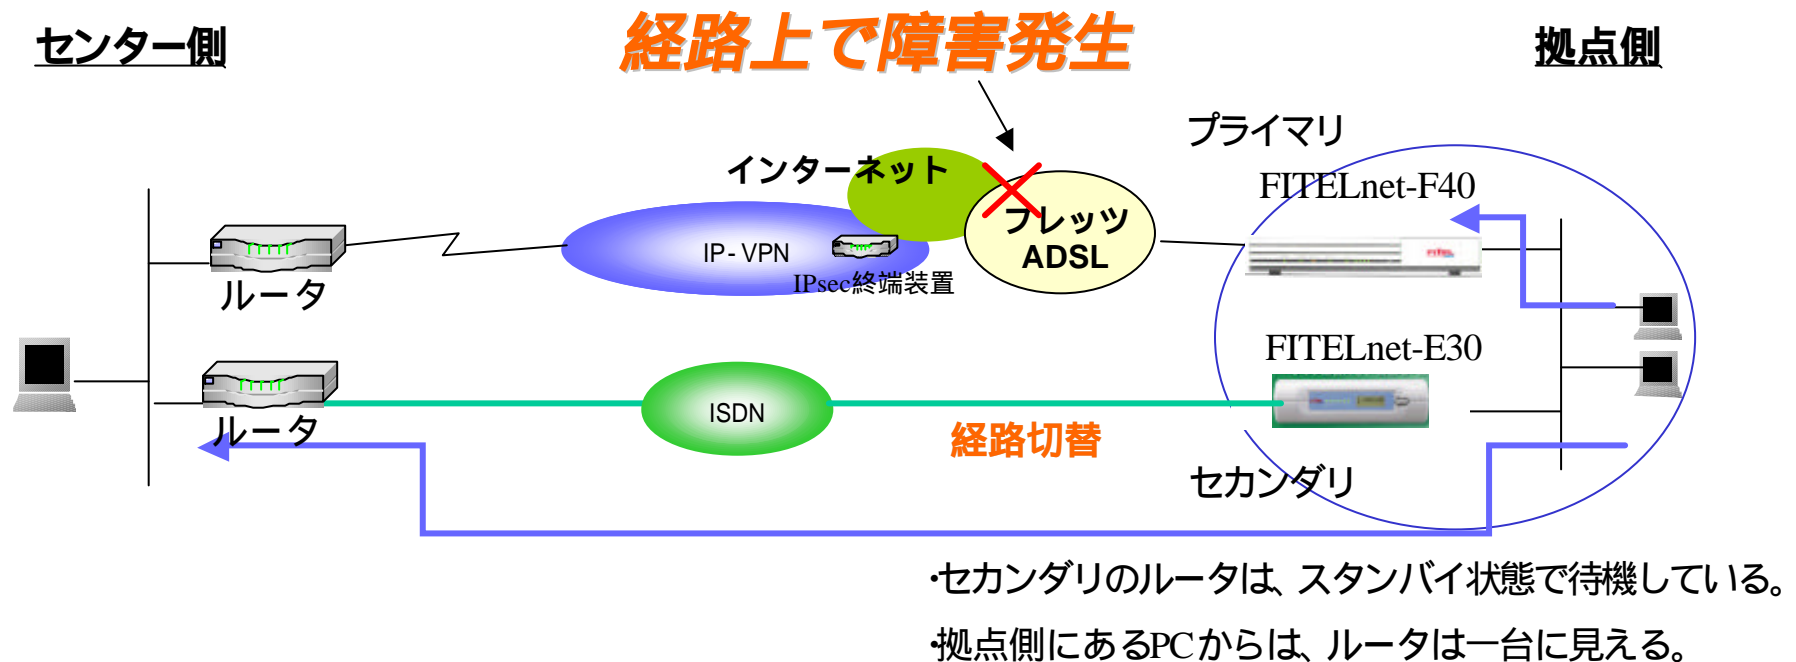 経路上で障害発生
センター側
拠点側
プライマリ
インターネット
FITELnet-F40
フレッツ
ADSL
IP-VPN
IPsec終端装置
FITEL
ルータ
FITELnet-E30
ISDN
ルータ
経路切替
セカンダリ
・セカンダリのルータは、スタンバイ状態で待機している。
・拠点側にあるPCからは、ルータは一台に見える。